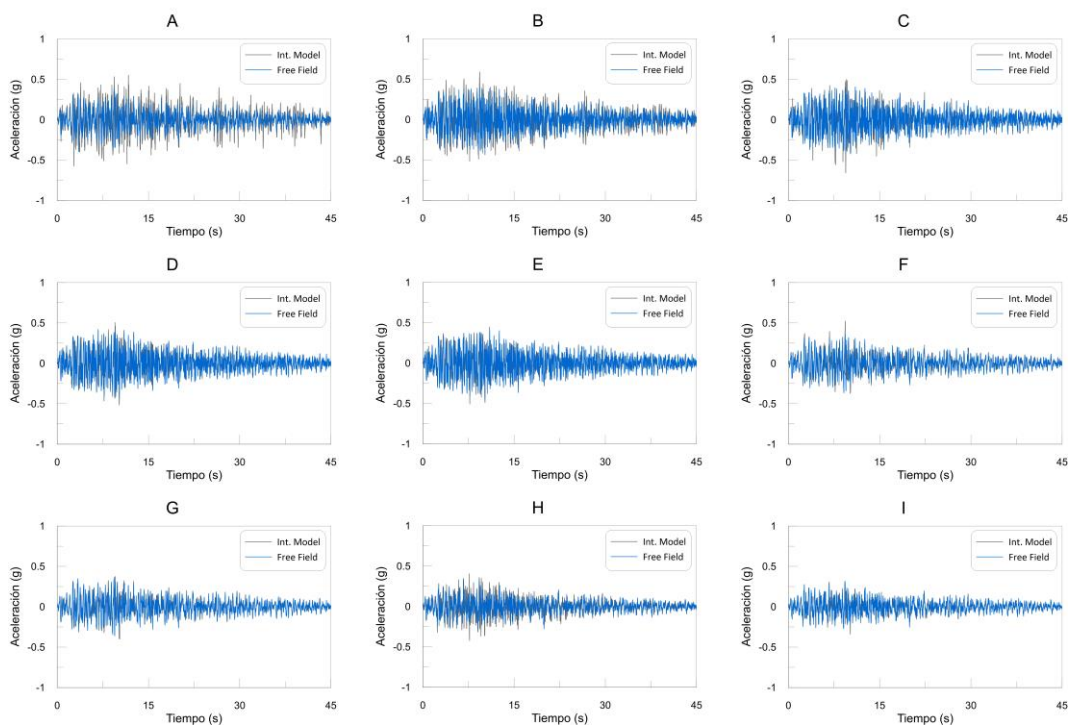 A
Aceleración (g)
1
0.5
0
-0.5
-1
Int. Model
Free Field
0 15 30 45
Tiempo (s)
B
Aceleración (g)
1
0.5
0
-0.5
-1
Int. Model
Free Field
0 15 30 45
Tiempo (s)
C
Aceleración (g)
1
0.5
0
-0.5
-1
Int. Model
Free Field
0 15 30 45
Tiempo (s)
D
Aceleración (g)
1
0.5
0
-0.5
-1
Int. Model
Free Field
0 15 30 45
Tiempo (s)
E
Aceleración (g)
1
0.5
0
-0.5
-1
Int. Model
Free Field
0 15 30 45
Tiempo (s)
F
Aceleración (g)
1
0.5
0
-0.5
-1
Int. Model
Free Field
0 15 30 45
Tiempo (s)
G
Aceleración (g)
1
0.5
0
-0.5
-1
Int. Model
Free Field
0 15 30 45
Tiempo (s)
H
Aceleración (g)
1
0.5
0
-0.5
-1
Int. Model
Free Field
0 15 30 45
Tiempo (s)
I
Aceleración (g)
1
0.5
0
-0.5
-1
Int. Model
Free Field
0 15 30 45
Tiempo (s)